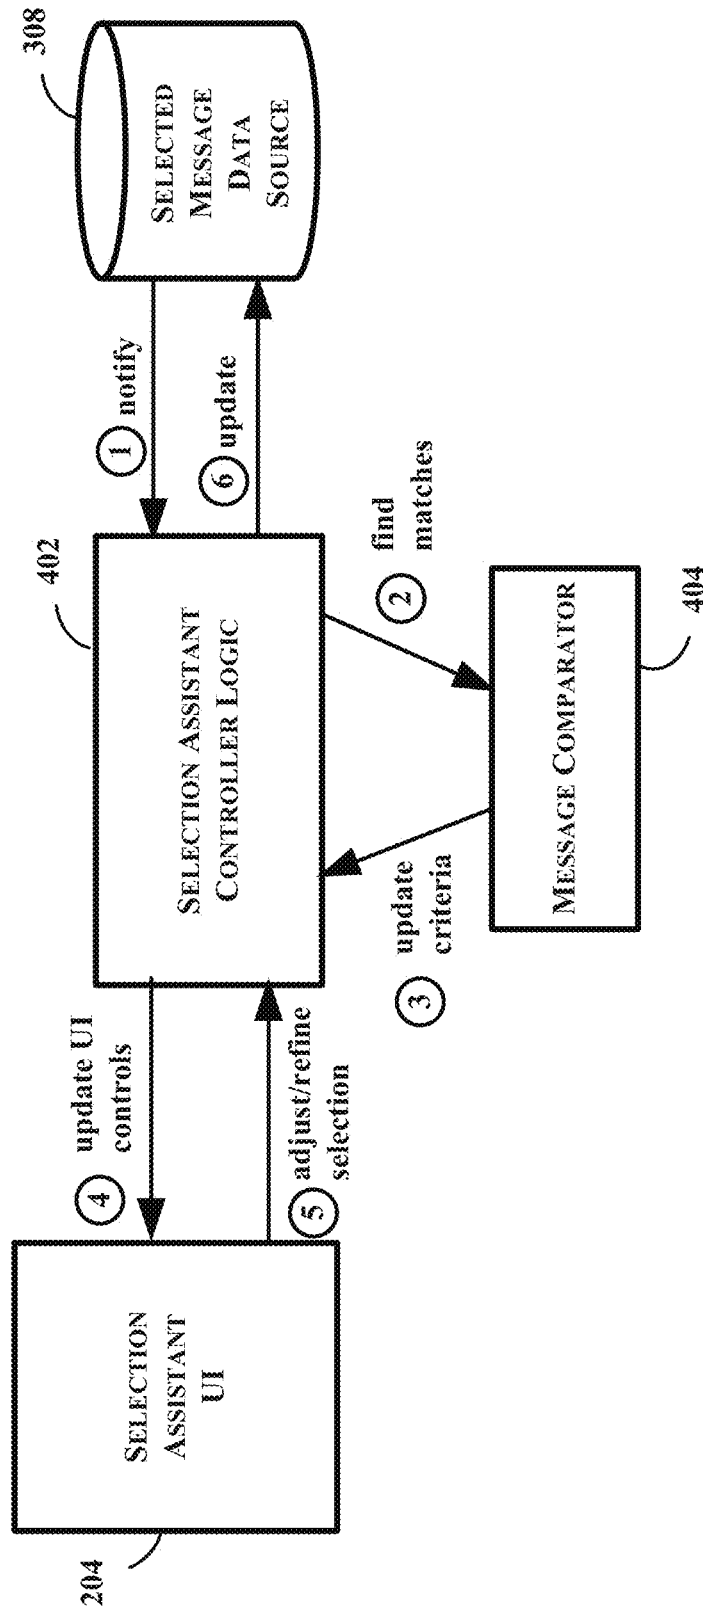 204
SELECTION
ASSISTANT
UI
4
update UI
controls
5
adjust/refine
selection
402
SELECTION ASSISTANT
CONTROLLER LOGIC
3
update
criteria
2
find
matches
MESSAGE COMPARATOR
404
1 notify
6 update
308
SELECTED
MESSAGE
DATA
SOURCE